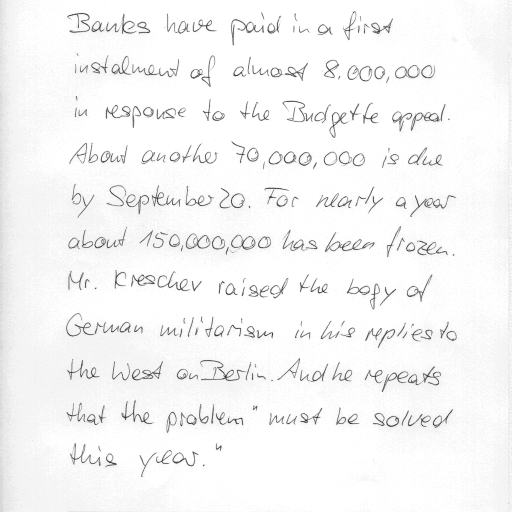 Banks have paid in a first
instalment of almost 8,000,000
in response to the Budgette appeal.
About another 70,000,000 is due
by September 20. For nearly a year
about 150,000,000 has been frozen.
Mr. Kreschev raised the bogy of
German militarism in his replies to
the West on Berlin. And he repeats
that the problem "must be solved
this year."